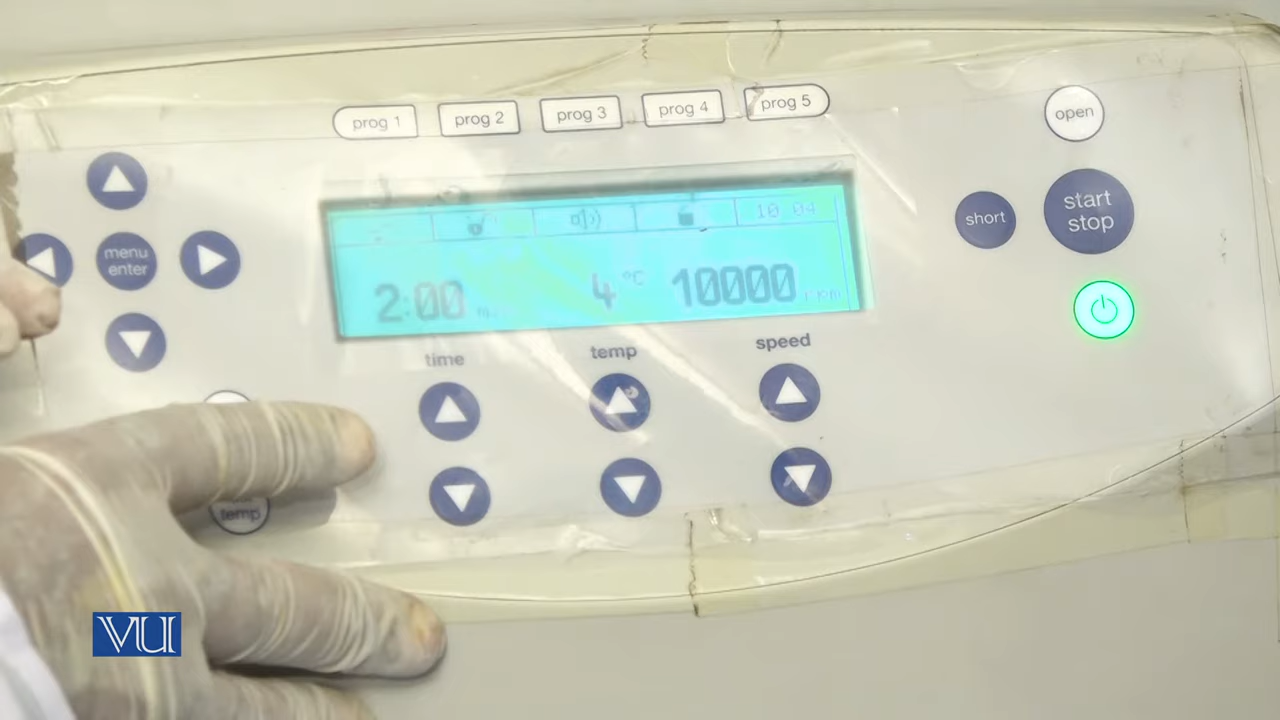 prog 1 prog 2 prog 3 prog 4 prog 5
open
menu
enter
short
start
stop
10 04
2:00 4 °C 10000 rpm
time temp speed
temp
VU